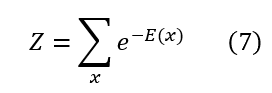 Z = ∑ₓ e^{-E(x)} (7)